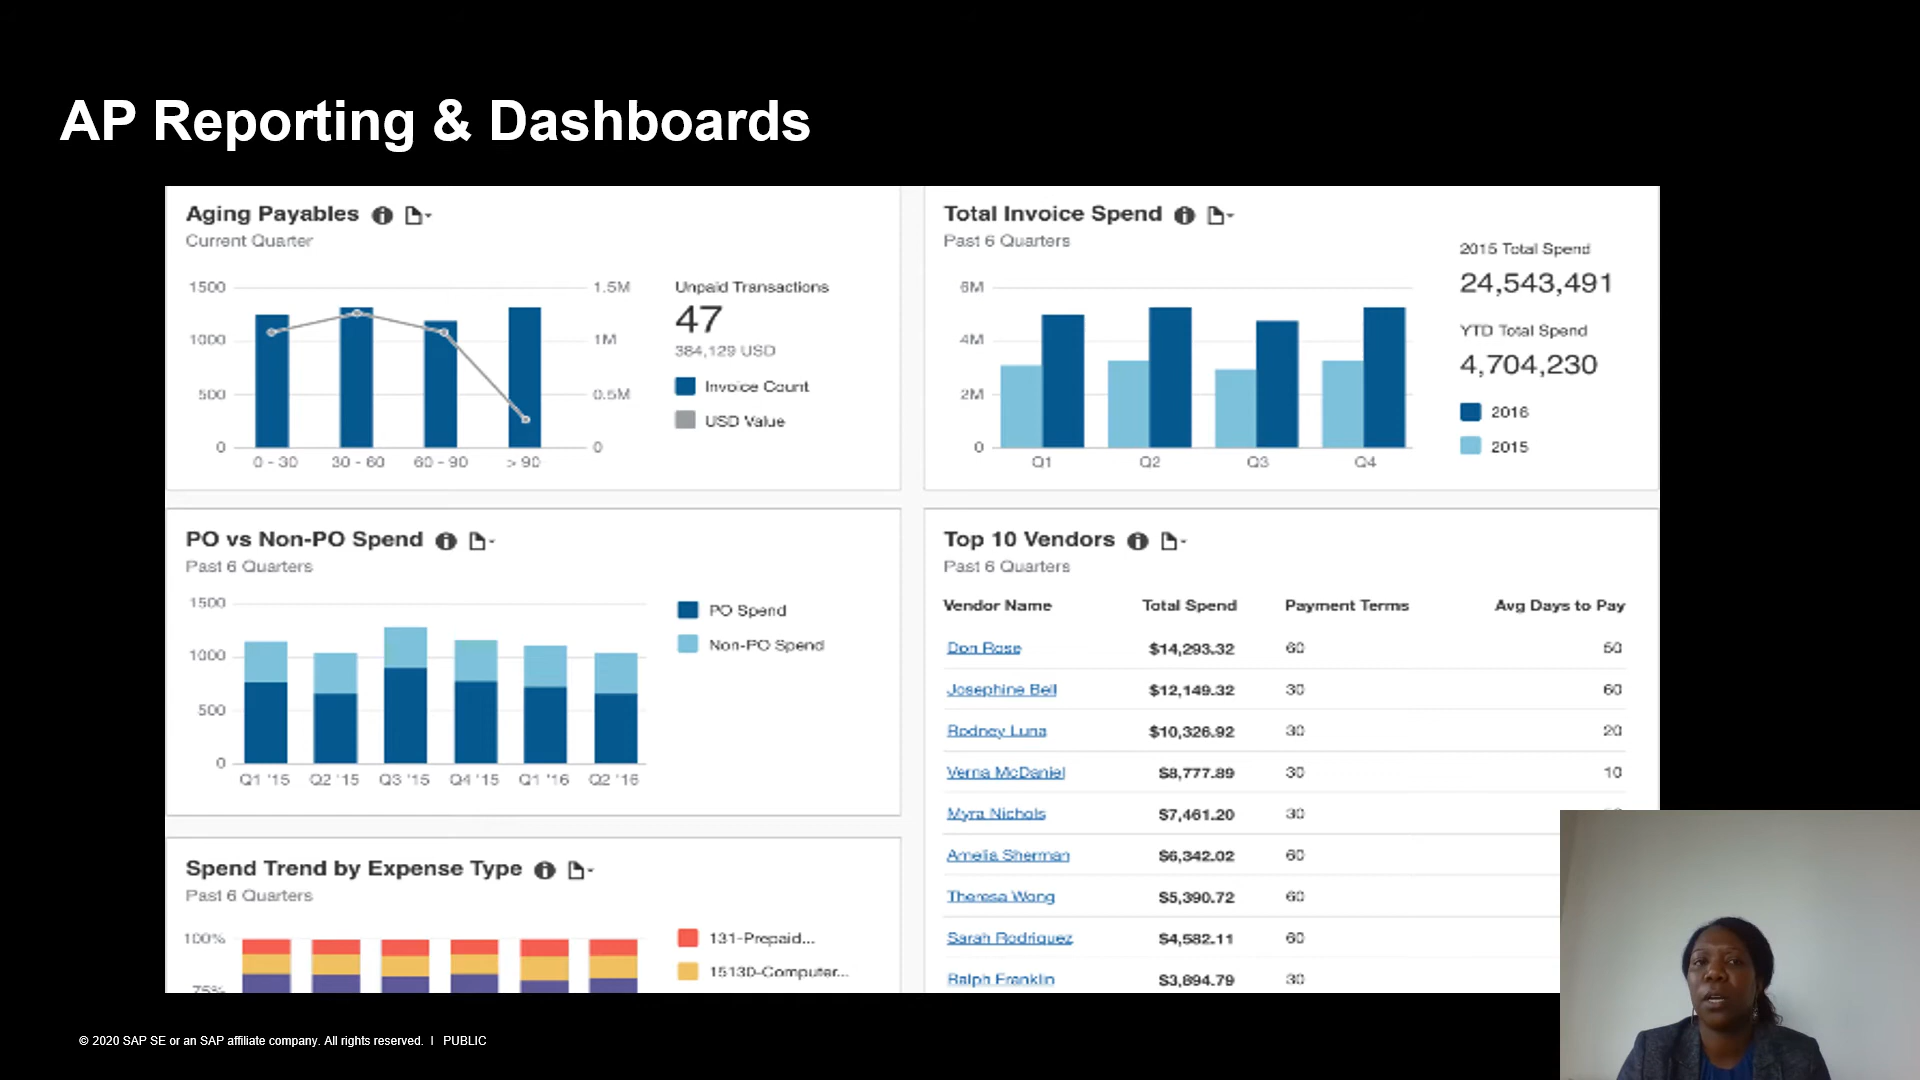 AP Reporting & Dashboards
Aging Payables
Current Quarter
1500
1000
500
0
1.5M
1M
0.5M
0
0 - 30
30 - 60
60 - 90
> 90
Unpaid Transactions
47
384,129 USD
Invoice Count
USD Value
Total Invoice Spend
Past 6 Quarters
6M
4M
2M
0
Q1
Q2
Q3
Q4
2015 Total Spend
24,543,491
YTD Total Spend
4,704,230
2016
2015
PO vs Non-PO Spend
Past 6 Quarters
1500
1000
500
0
Q1 '15
Q2 '15
Q3 '15
Q4 '15
Q1 '16
Q2 '16
PO Spend
Non-PO Spend
Top 10 Vendors
Past 6 Quarters
Vendor Name Total Spend Payment Terms Avg Days to Pay
Don Rose $14,293.32 60 50
Josephine Bell $12,149.32 30 60
Rodney Luna $10,326.92 30 20
Verna McDaniel $8,777.89 30 10
Myra Nichols $7,461.20 30
Amelia Sherman $6,342.02 60
Theresa Wong $5,390.72 60
Sarah Rodriquez $4,582.11 60
Ralph Franklin $3,894.79 30
Spend Trend by Expense Type
Past 6 Quarters
100%
75%
131-Prepaid...
15130-Computer...
© 2020 SAP SE or an SAP affiliate company. All rights reserved. I PUBLIC